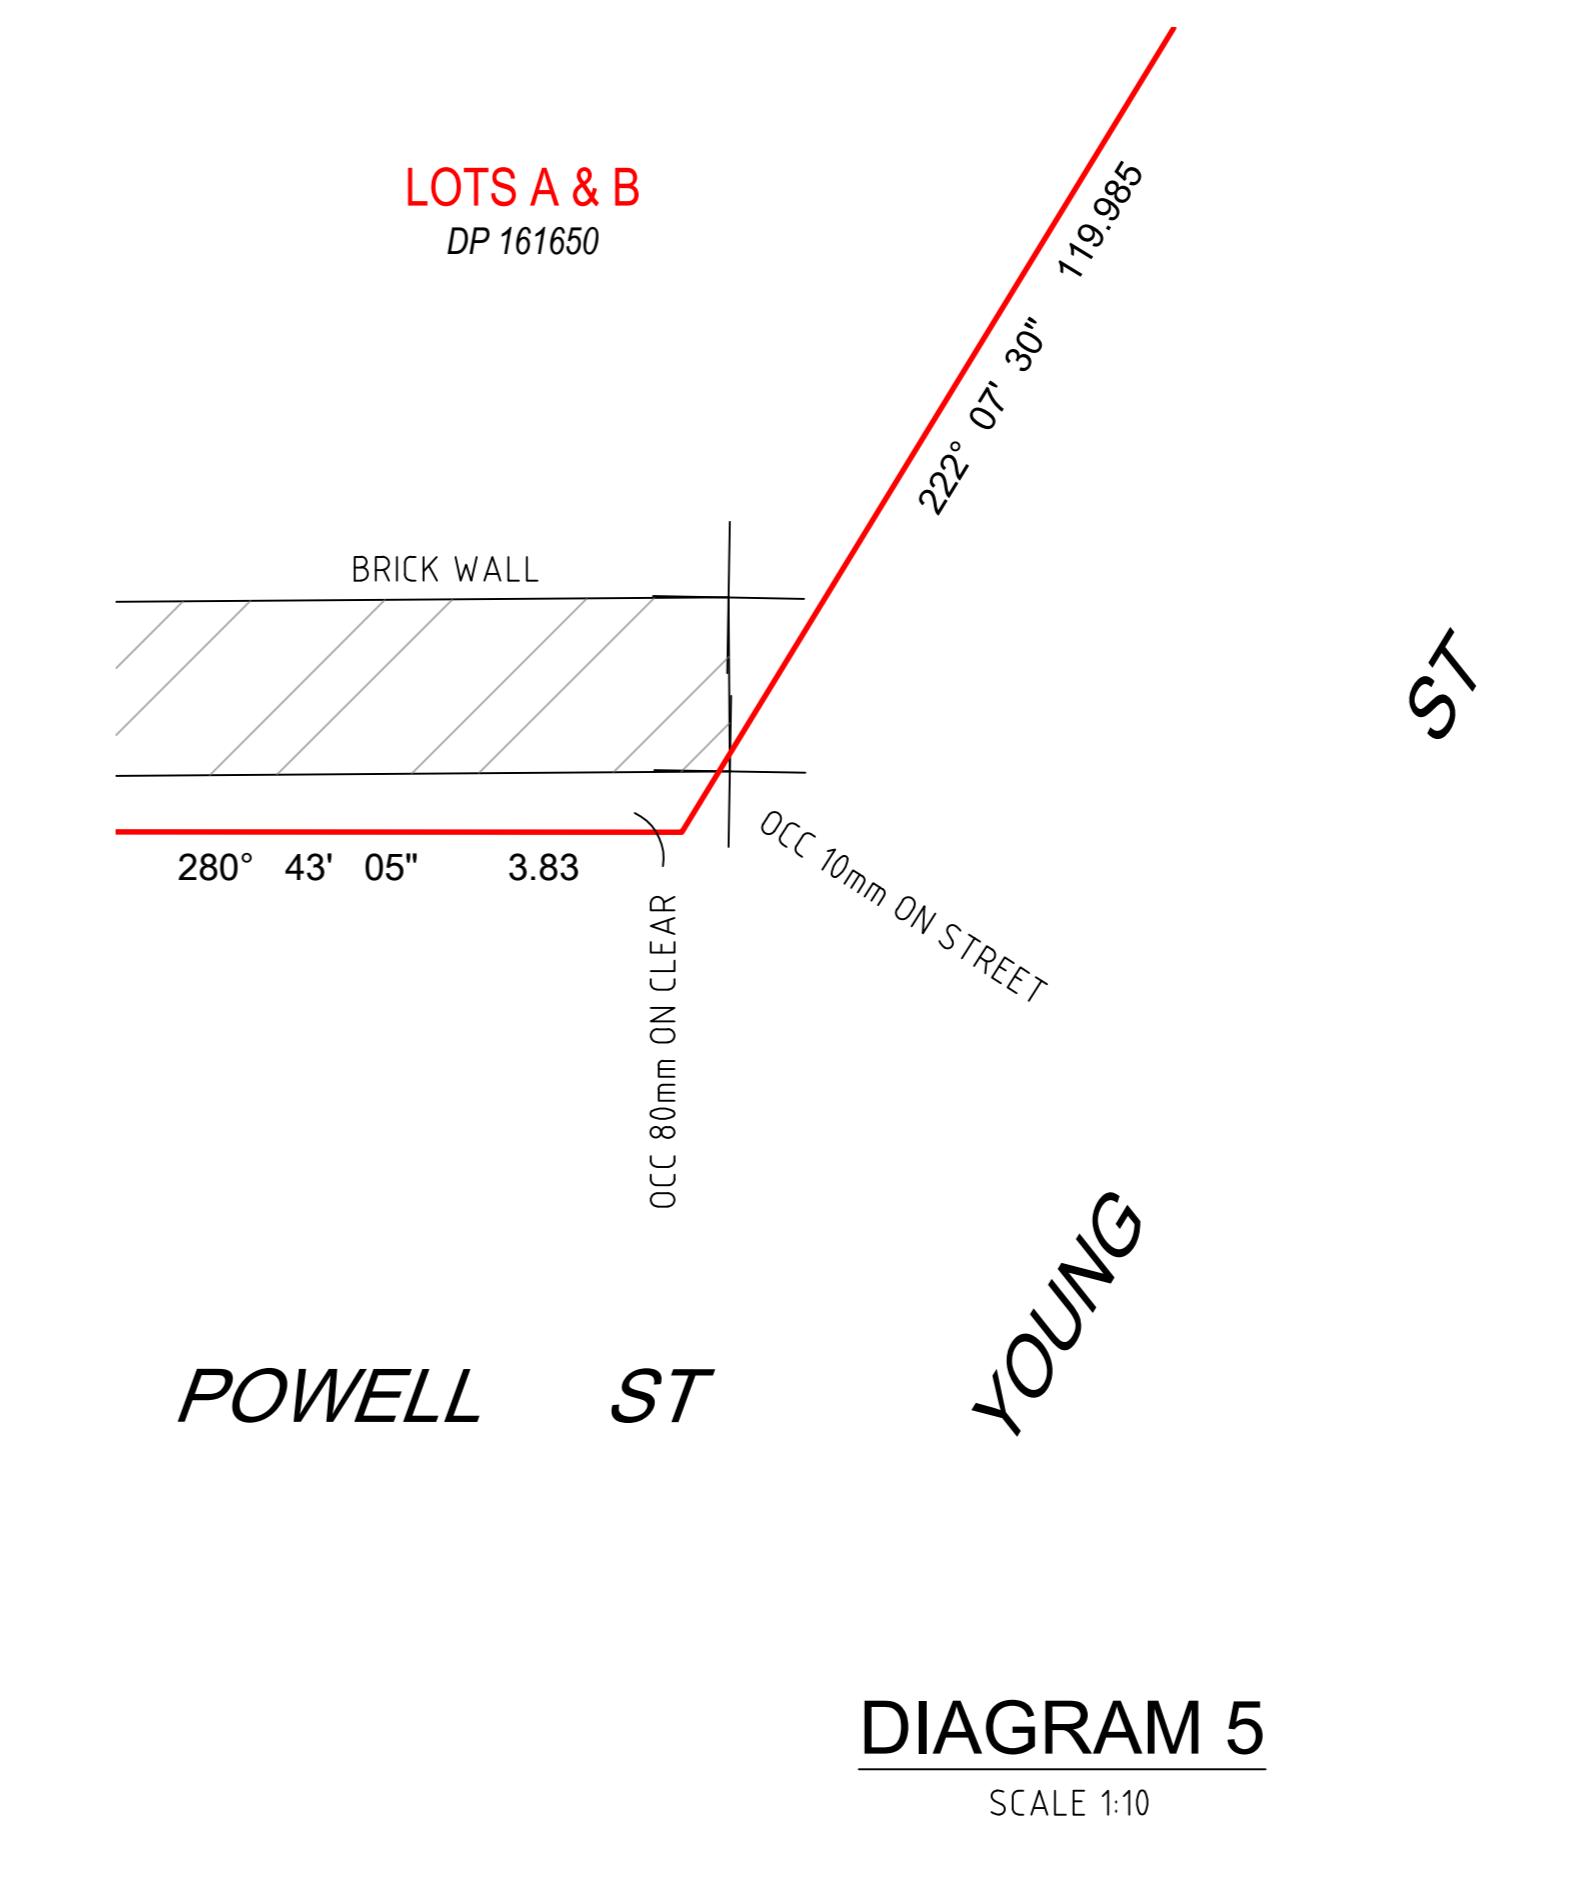 LOTS A & B
DP 161650
222° 07' 30" 119.985
BRICK WALL
ST
280° 43' 05" 3.83
OCC 10mm ON STREET
OCC 80mm ON CLEAR
YOUNG
POWELL ST
DIAGRAM 5
SCALE 1:10